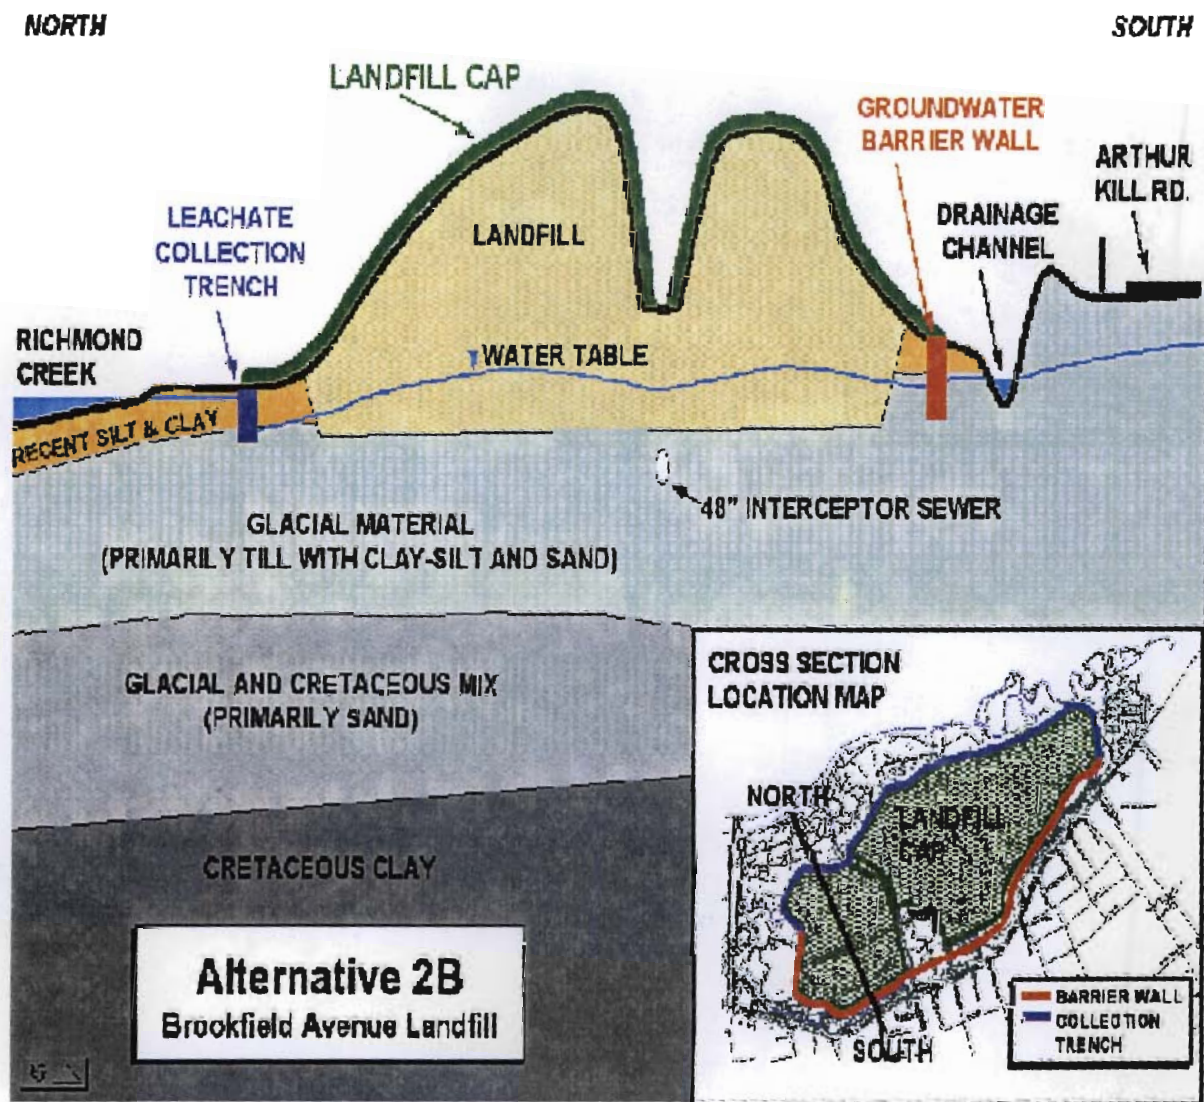 NORTH
SOUTH
LANDFILL CAP
GROUNDWATER
BARRIER WALL
ARTHUR
KILL RD.
LEACHATE
COLLECTION
TRENCH
DRAINAGE
CHANNEL
LANDFILL
RICHMOND
CREEK
WATER TABLE
RECENT SILT & CLAY
48" INTERCEPTOR SEWER
GLACIAL MATERIAL
(PRIMARILY TILL WITH CLAY-SILT AND SAND)
GLACIAL AND CRETACEOUS MIX
(PRIMARILY SAND)
CRETACEOUS CLAY
Alternative 2B
Brookfield Avenue Landfill
CROSS SECTION
LOCATION MAP
NORTH
LANDFILL
CAP
SOUTH
BARRIER WALL
COLLECTION
TRENCH